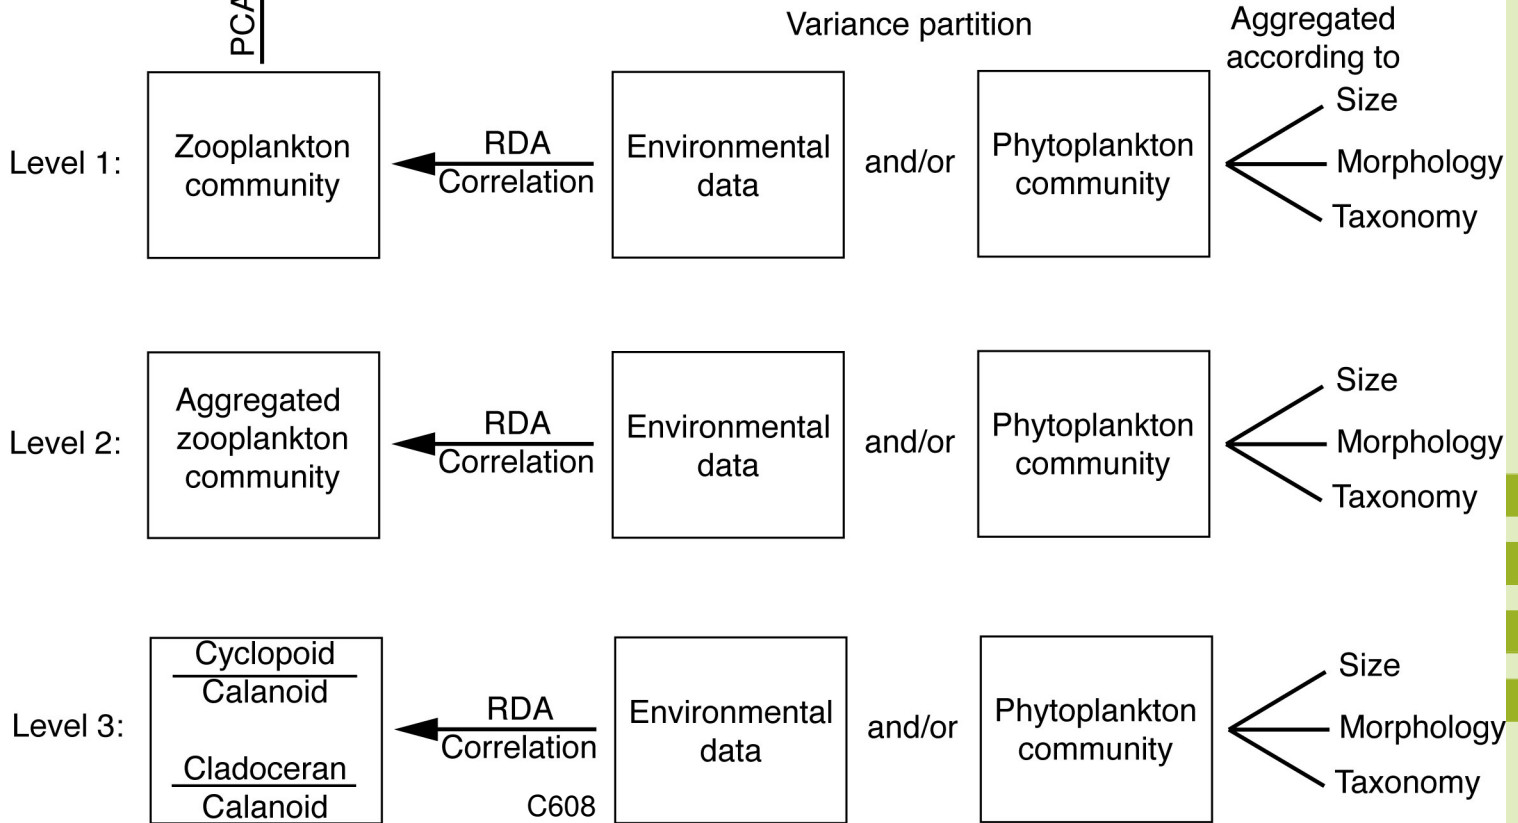 PCA
Variance partition
Aggregated
according to
Level 1:
Zooplankton
community
RDA
Correlation
Environmental
data
and/or
Phytoplankton
community
Size
Morphology
Taxonomy
Level 2:
Aggregated
zooplankton
community
RDA
Correlation
Environmental
data
and/or
Phytoplankton
community
Size
Morphology
Taxonomy
Level 3:
Cyclopoid
Calanoid
Cladoceran
Calanoid
RDA
Correlation
C608
Environmental
data
and/or
Phytoplankton
community
Size
Morphology
Taxonomy